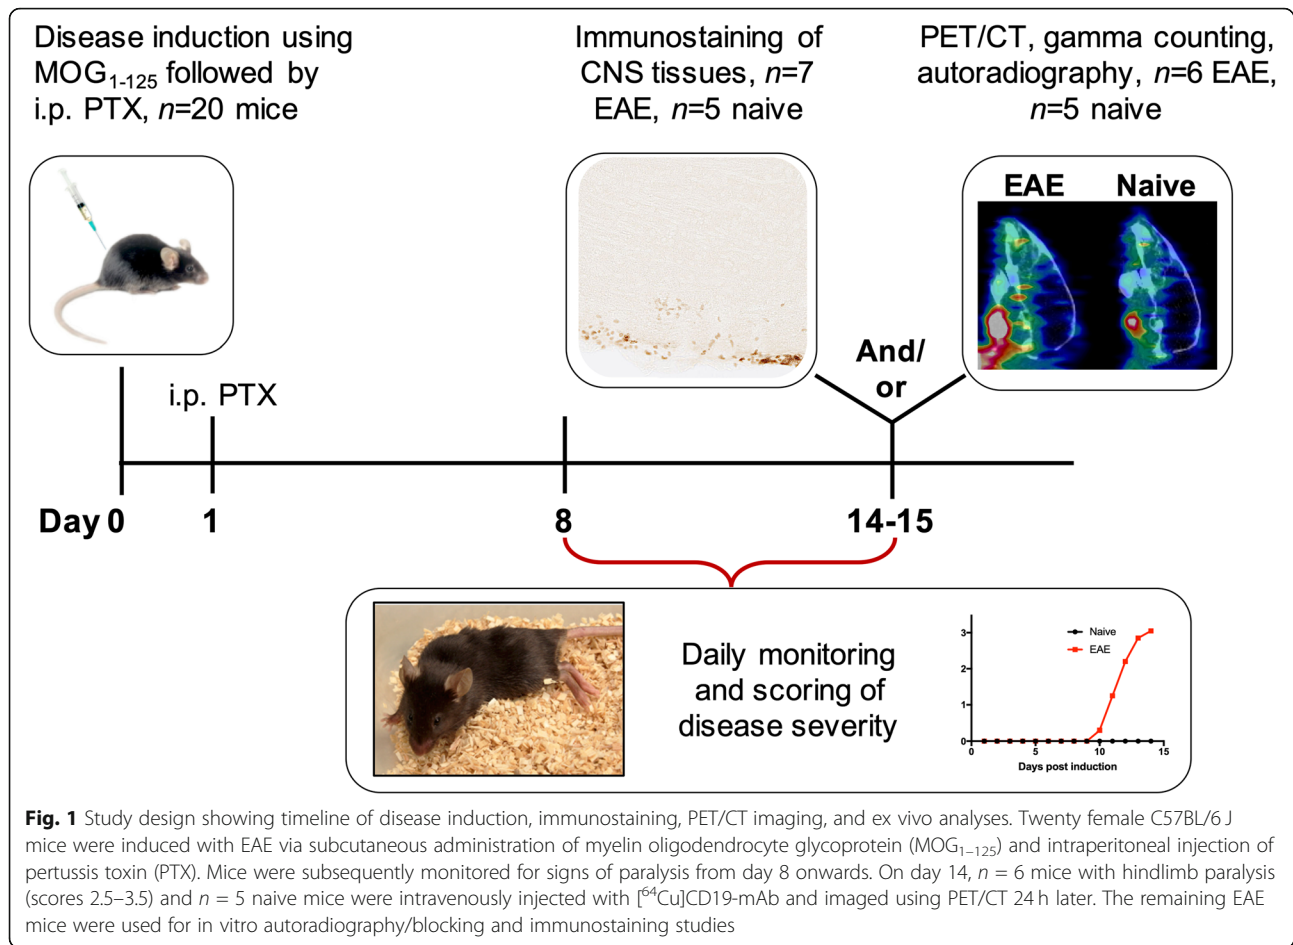 Disease induction using
MOG₁₋₁₂₅ followed by
i.p. PTX, n=20 mice
Immunostaining of
CNS tissues, n=7
EAE, n=5 naive
PET/CT, gamma counting,
autoradiography, n=6 EAE,
n=5 naive
EAE Naive
And/
or
i.p. PTX
Day 0 1 8 14-15
Daily monitoring
and scoring of
disease severity
3
2
1
0
Naive
EAE
0 5 10 15
Days post induction
Fig. 1 Study design showing timeline of disease induction, immunostaining, PET/CT imaging, and ex vivo analyses. Twenty female C57BL/6 J
mice were induced with EAE via subcutaneous administration of myelin oligodendrocyte glycoprotein (MOG₁₋₁₂₅) and intraperitoneal injection of
pertussis toxin (PTX). Mice were subsequently monitored for signs of paralysis from day 8 onwards. On day 14, n = 6 mice with hindlimb paralysis
(scores 2.5–3.5) and n = 5 naive mice were intravenously injected with [⁶⁴Cu]CD19-mAb and imaged using PET/CT 24 h later. The remaining EAE
mice were used for in vitro autoradiography/blocking and immunostaining studies